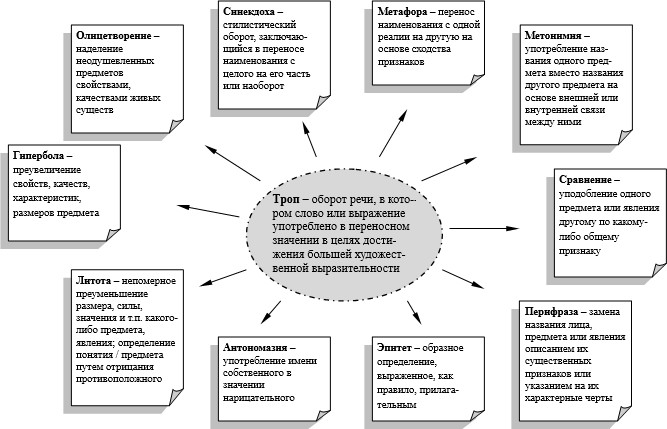 Олицетворение –
наделение
неодушевленных
предметов
свойствами,
качествами живых
существ
Синекдоха –
стилистический
оборот, заключаю-
щийся в переносе
наименования с
целого на его часть
или наоборот
Метафора – перенос
наименования с одной
реалии на другую на
основе сходства
признаков
Метонимия –
употребление наз-
вания одного пред-
мета вместо названия
другого предмета на
основе внешней или
внутренней связи
между ними
Гипербола –
преувеличение
свойств, качеств,
характеристик,
размеров предмета
Троп – оборот речи, в кото-
ром слово или выражение
употреблено в переносном
значении в целях дости-
жения большей художест-
венной выразительности
Сравнение –
уподобление одного
предмета или явления
другому по какому-
либо общему
признаку
Литота – непомерное
преуменьшение
размера, силы,
значения и т.п. какого-
либо предмета,
явления; определение
понятия / предмета
путем отрицания
противоположного
Антономазия –
употребление имени
собственного в
значении
нарицательного
Эпитет – образное
определение,
выраженное, как
правило, прилага-
тельным
Перифраза – замена
названия лица,
предмета или явления
описанием их
существенных
признаков или
указанием на их
характерные черты